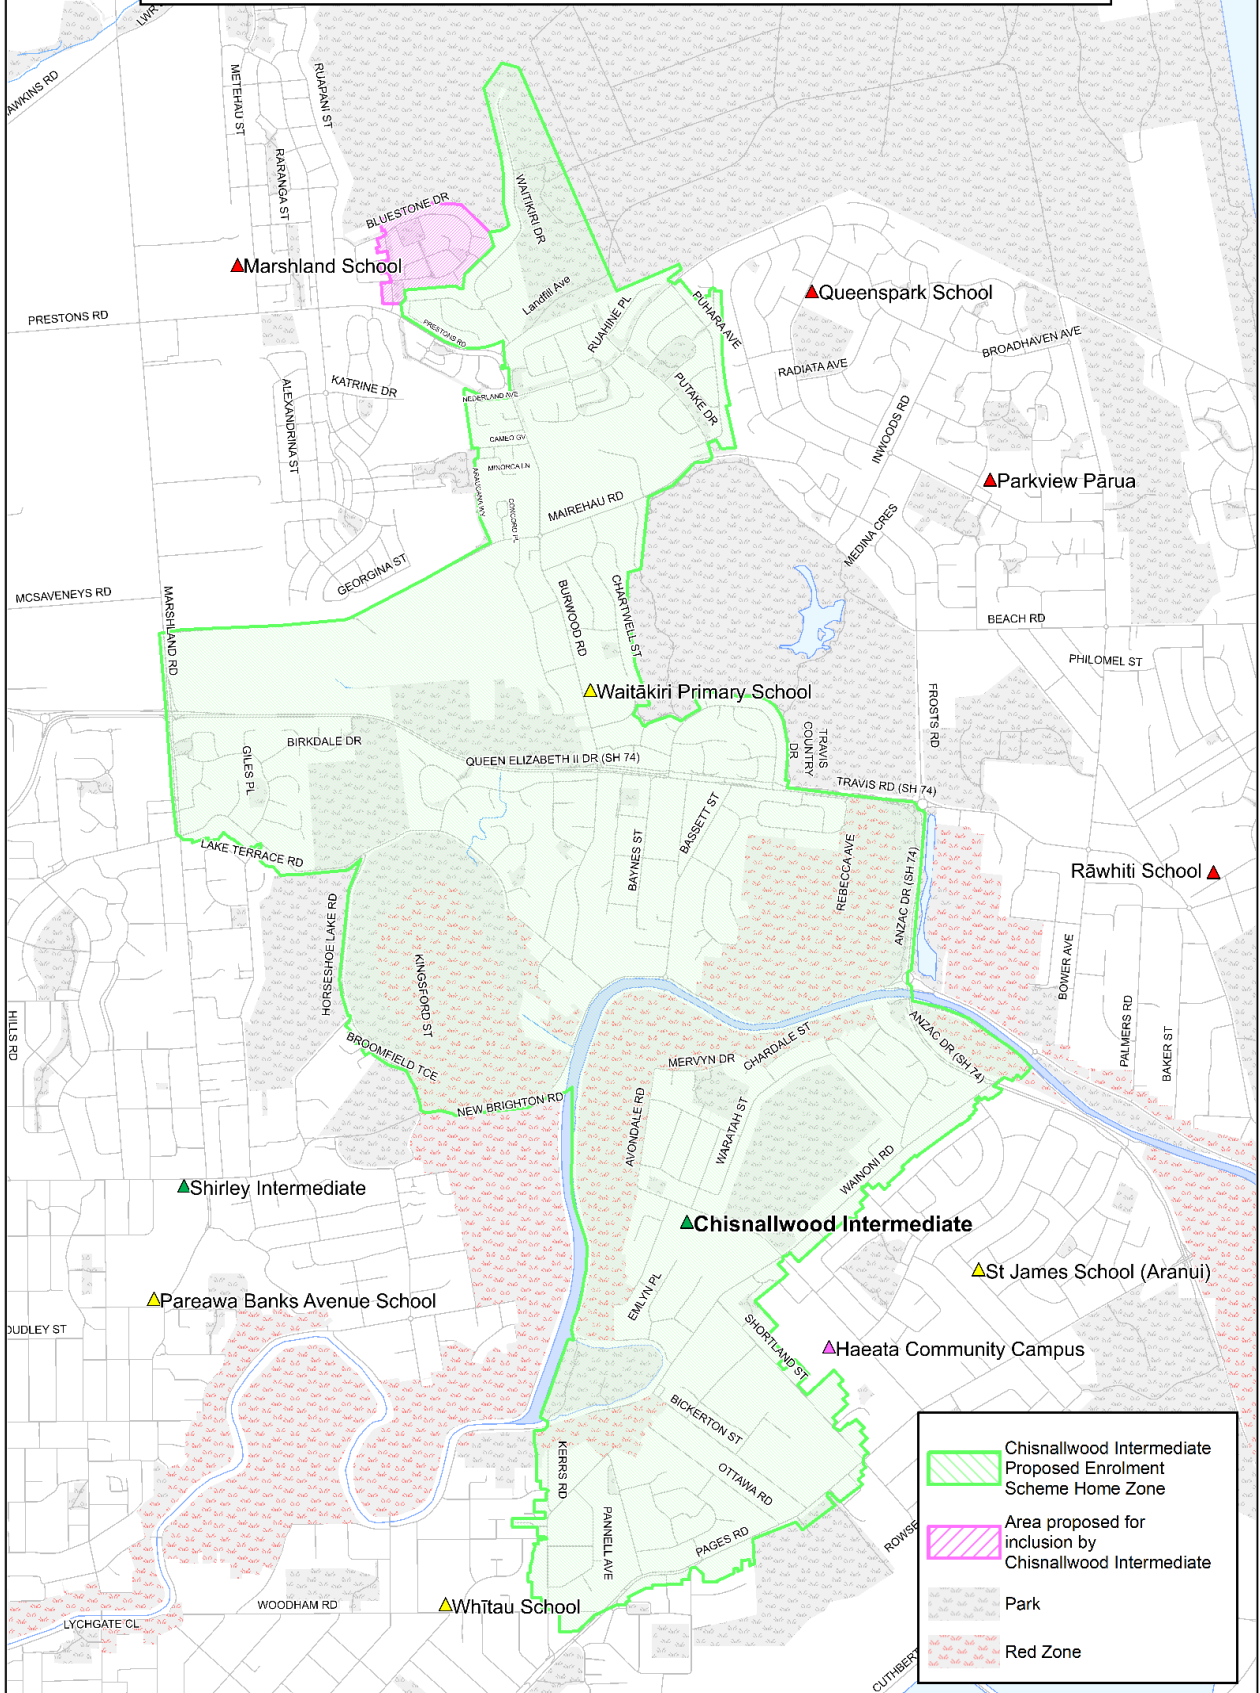 LWR
HAWKINS RD
METEHAU ST
RUAPANI ST
RARANGA ST
BLUESTONE DR
WAITIKIRI DR
Marshland School
Queenspark School
Landfill Ave
PRESTONS RD
PRESTONS RD
RUAHINE PL
PUHARA AVE
BROADHAVEN AVE
RADIATA AVE
KATRINE DR
ALEXANDRINA ST
NEDERLAND AVE
PUTAKE DR
INWOODS RD
CAMEO GV
MINORCA LN
ARAUCANA WY
CONCORD PL
MAIREHAU RD
Parkview Pārua
MEDINA CRES
GEORGINA ST
MCSAVENEYS RD
MARSHLAND RD
BURWOOD RD
CHARTWELL ST
BEACH RD
PHILOMEL ST
Waitākiri Primary School
FROSTS RD
TRAVIS
COUNTRY
DR
BIRKDALE DR
GILES PL
QUEEN ELIZABETH II DR (SH 74)
TRAVIS RD (SH 74)
BASSETT ST
BAYNES ST
REBECCA AVE
LAKE TERRACE RD
Rāwhiti School
ANZAC DR (SH 74)
HORSESHOE LAKE RD
KINGSFORD ST
BOWER AVE
PALMERS RD
BAKER ST
HILLS RD
BROOMFIELD TCE
MERVYN DR
CHARDALE ST
ANZAC DR (SH 74)
NEW BRIGHTON RD
AVONDALE RD
WARATAH ST
WAINONI RD
Shirley Intermediate
Chisnallwood Intermediate
St James School (Aranui)
Pareawa Banks Avenue School
EMLYN PL
DUDLEY ST
SHORTLAND ST
Haeata Community Campus
BICKERTON ST
KERRS RD
OTTAWA RD
PANNELL AVE
PAGES RD
ROWSE
WOODHAM RD
Whītau School
LYCHGATE CL
CUTHBERT
Chisnallwood Intermediate
Proposed Enrolment
Scheme Home Zone
Area proposed for
inclusion by
Chisnallwood Intermediate
Park
Red Zone